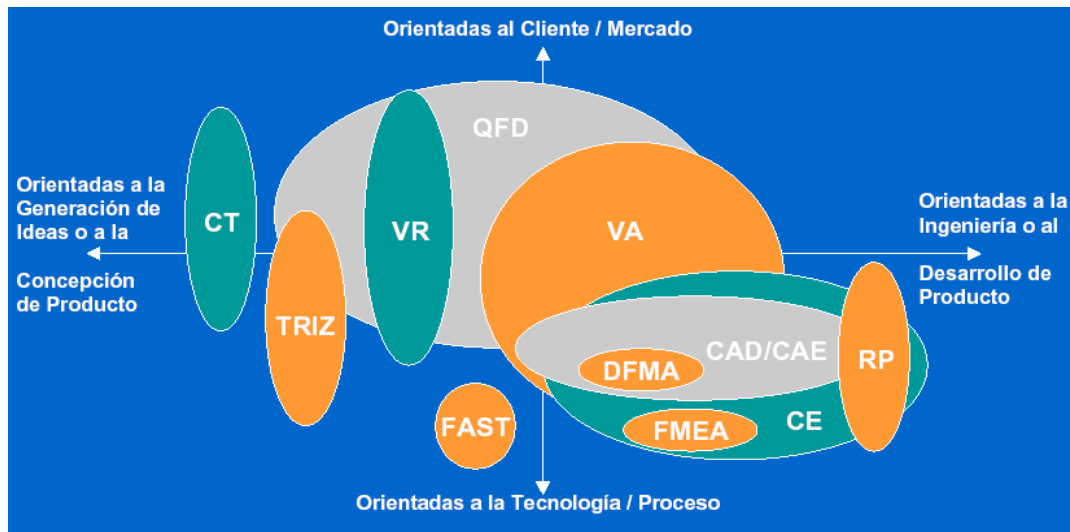 Orientadas al Cliente / Mercado
QFD
Orientadas a la
Generación de
Ideas o a la
Concepción
de Producto
CT
VR
VA
Orientadas a la
Ingeniería o al
Desarrollo de
Producto
TRIZ
CAD/CAE
RP
DFMA
FAST
FMEA
CE
Orientadas a la Tecnología / Proceso